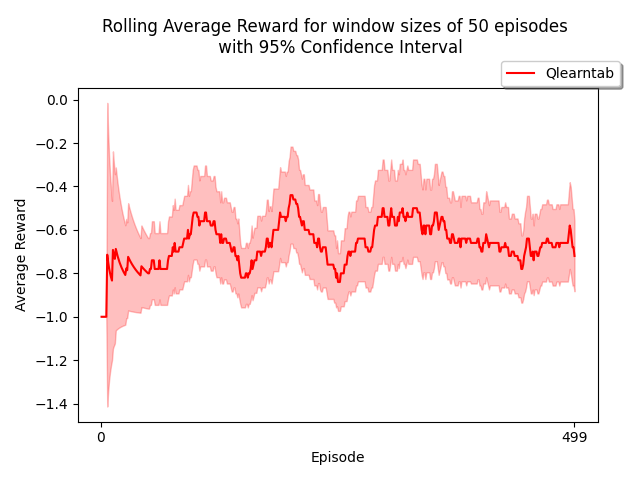 Rolling Average Reward for window sizes of 50 episodes
with 95% Confidence Interval
Qlearntab
0.0
−0.2
−0.4
−0.6
−0.8
−1.0
−1.2
−1.4
Average Reward
0
499
Episode